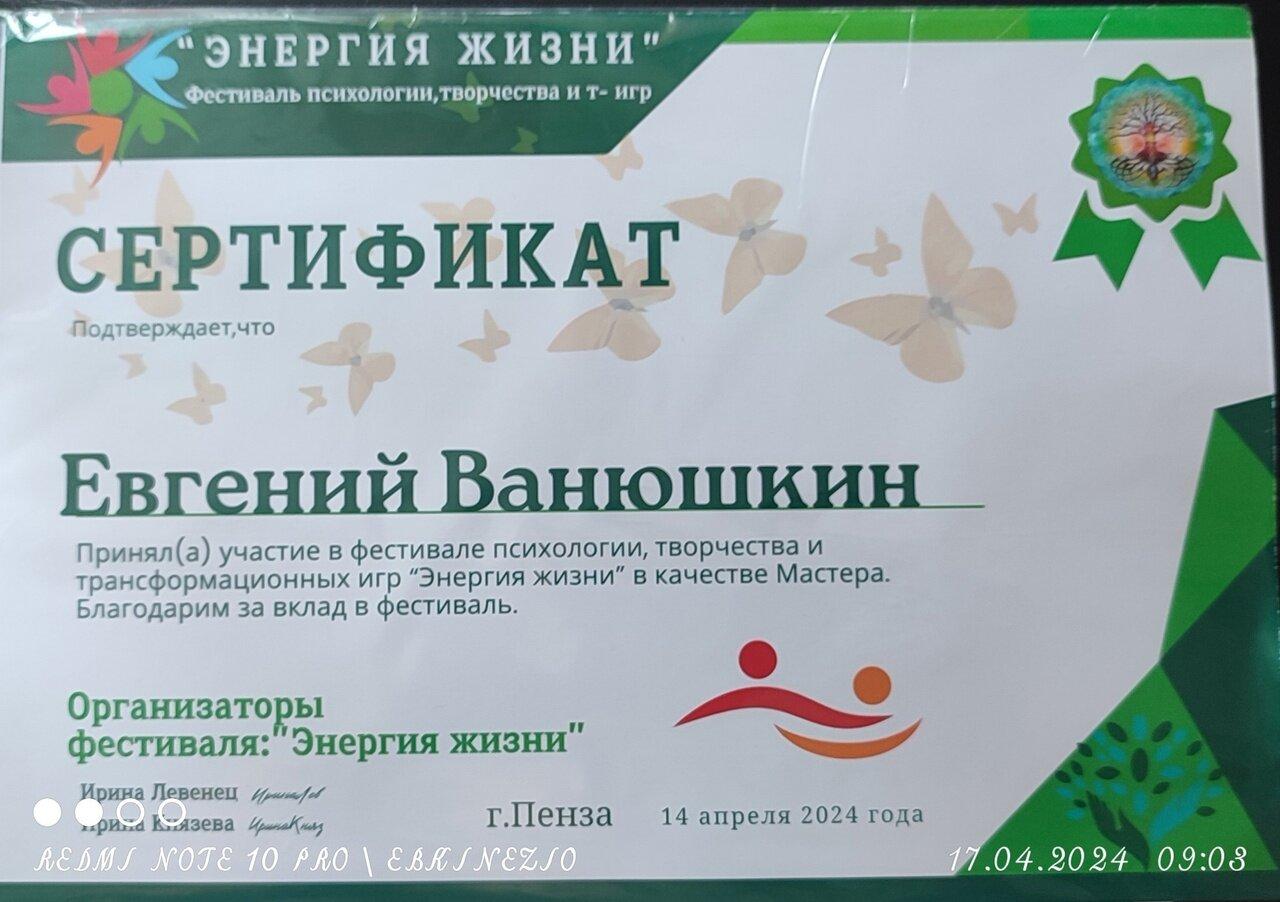 "ЭНЕРГИЯ ЖИЗНИ"
Фестиваль психологии,творчества и т- игр
СЕРТИФИКАТ
Подтверждает,что
Евгений Ванюшкин
Принял(а) участие в фестивале психологии, творчества и
трансформационных игр “Энергия жизни” в качестве Мастера.
Благодарим за вклад в фестиваль.
Организаторы
фестиваля:"Энергия жизни"
Ирина Левенец
Ирина Князева
г.Пенза
14 апреля 2024 года
REDMI NOTE 10 PRO \ EBKINEZIO
17.04.2024 09:03